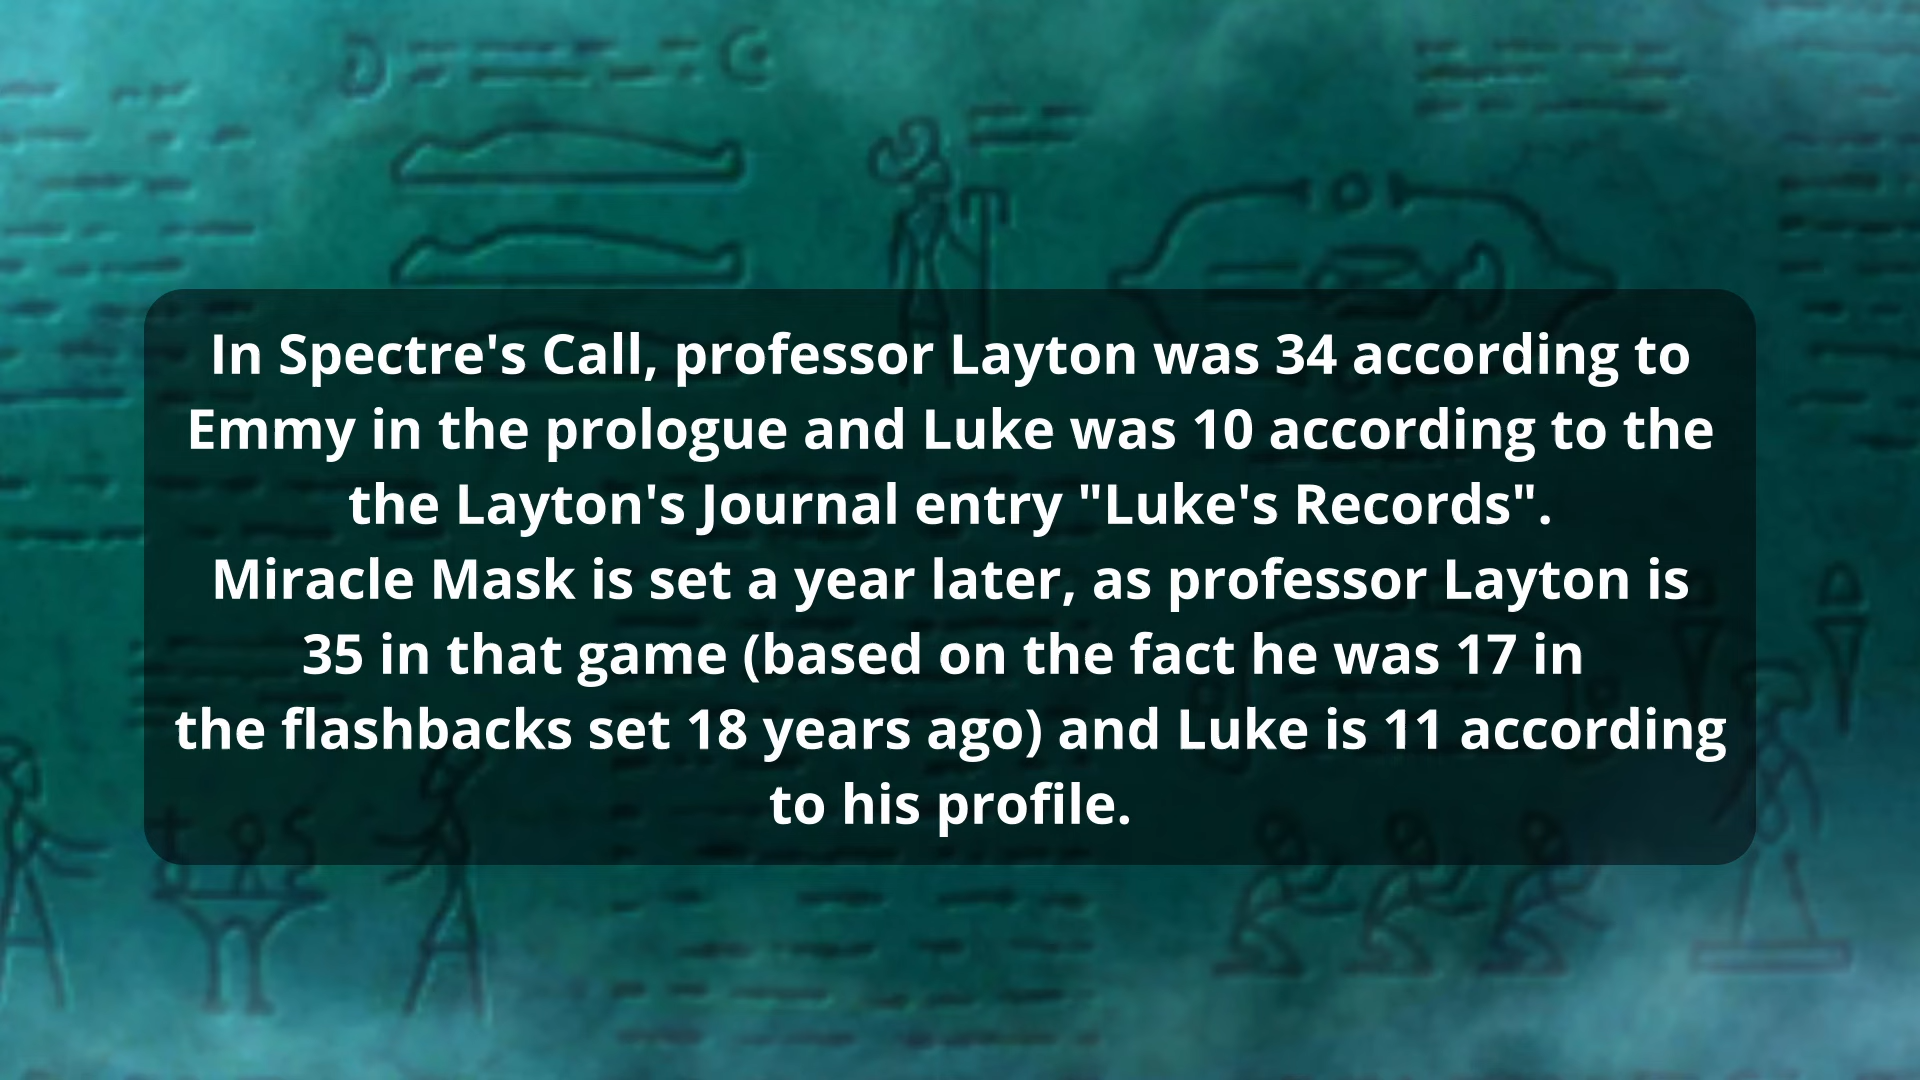 In Spectre's Call, professor Layton was 34 according to
Emmy in the prologue and Luke was 10 according to the
the Layton's Journal entry "Luke's Records".
Miracle Mask is set a year later, as professor Layton is
35 in that game (based on the fact he was 17 in
the flashbacks set 18 years ago) and Luke is 11 according
to his profile.